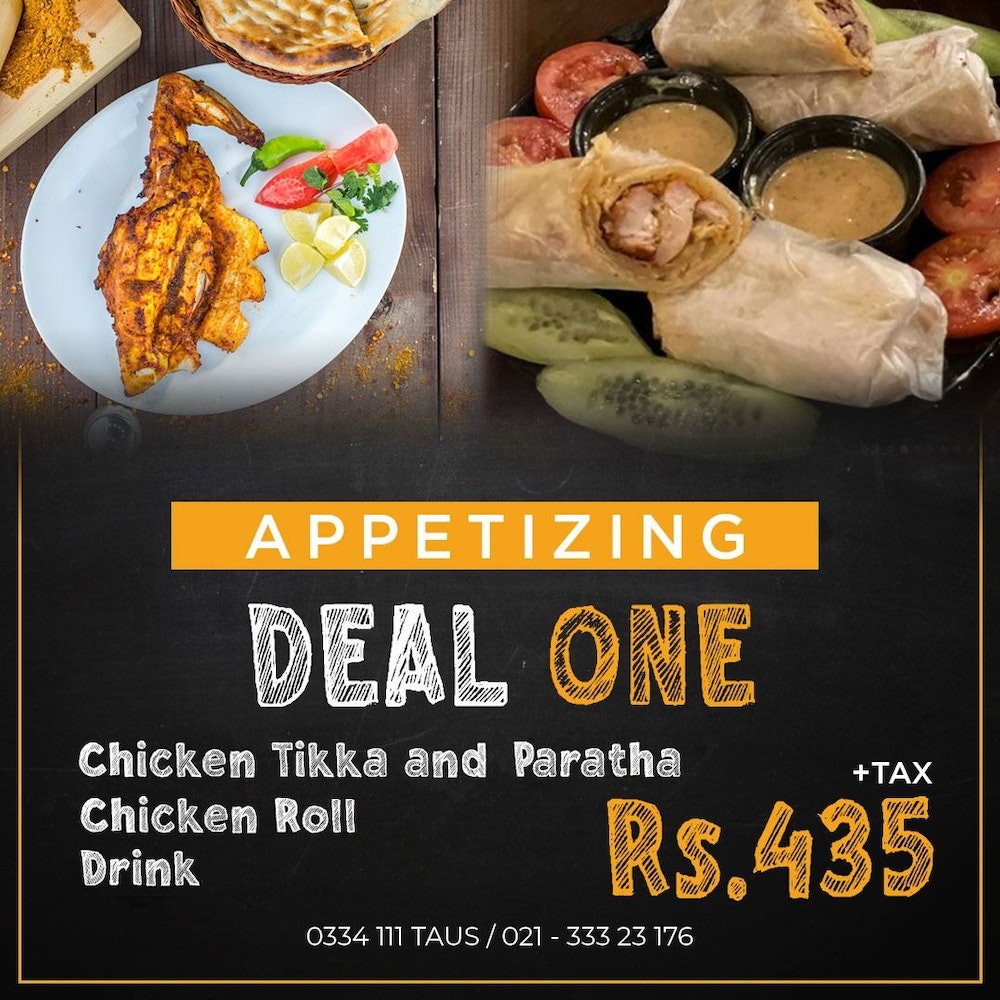 APPETIZING
DEAL ONE
Chicken Tikka and Paratha
Chicken Roll
Drink
+TAX
Rs.435
0334 111 TAUS / 021 - 333 23 176